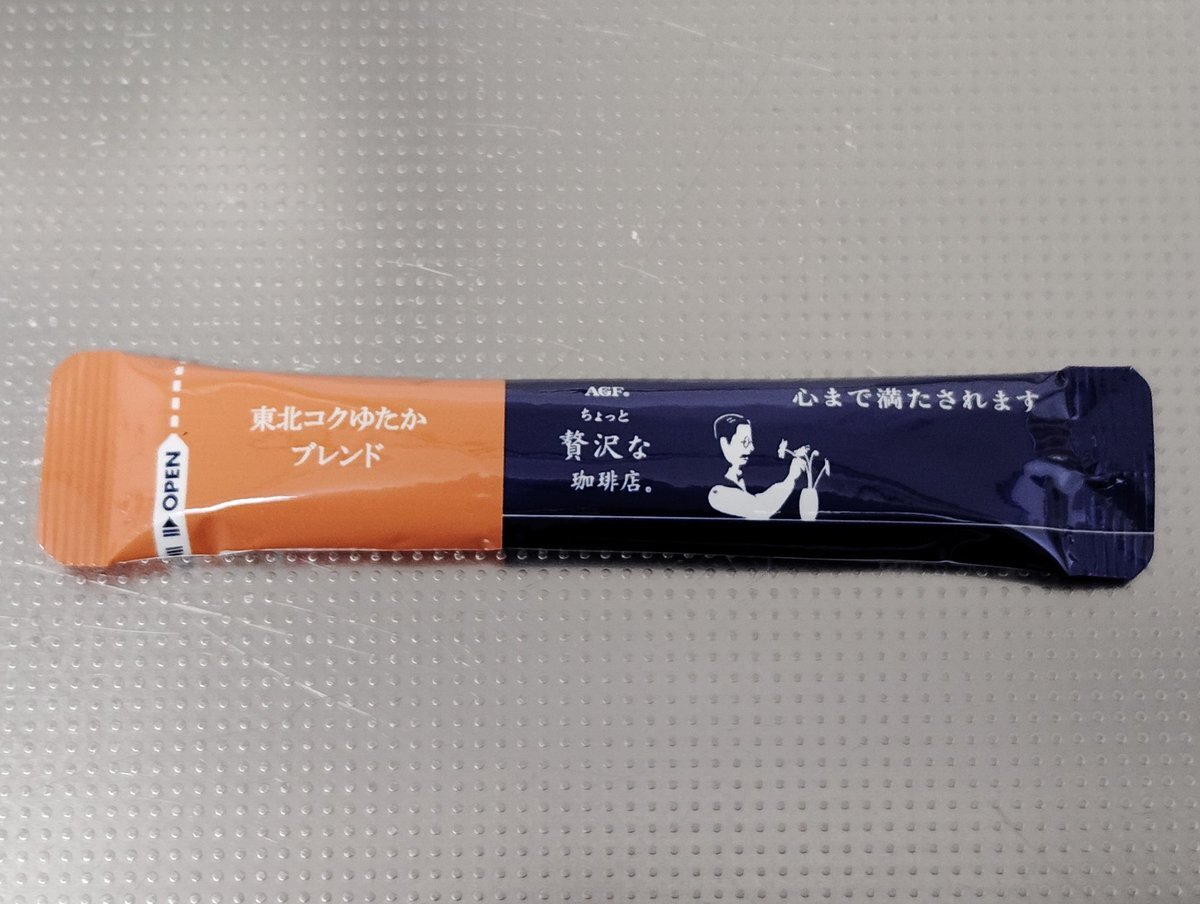 東北コクゆたか
ブレンド
OPEN
AGF®
ちょっと
贅沢な
珈琲店。
心まで満たされます